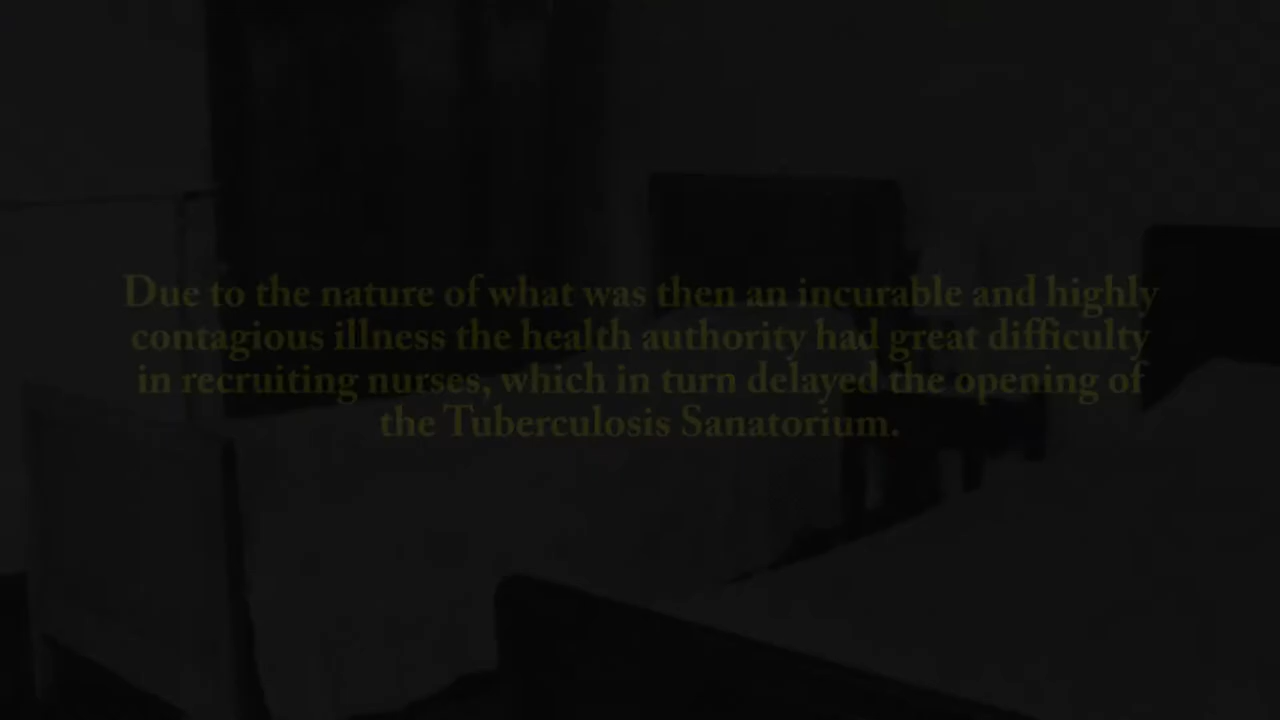 Due to the nature of what was then an incurable and highly
contagious illness the health authority had great difficulty
in recruiting nurses, which in turn delayed the opening of
the Tuberculosis Sanatorium.